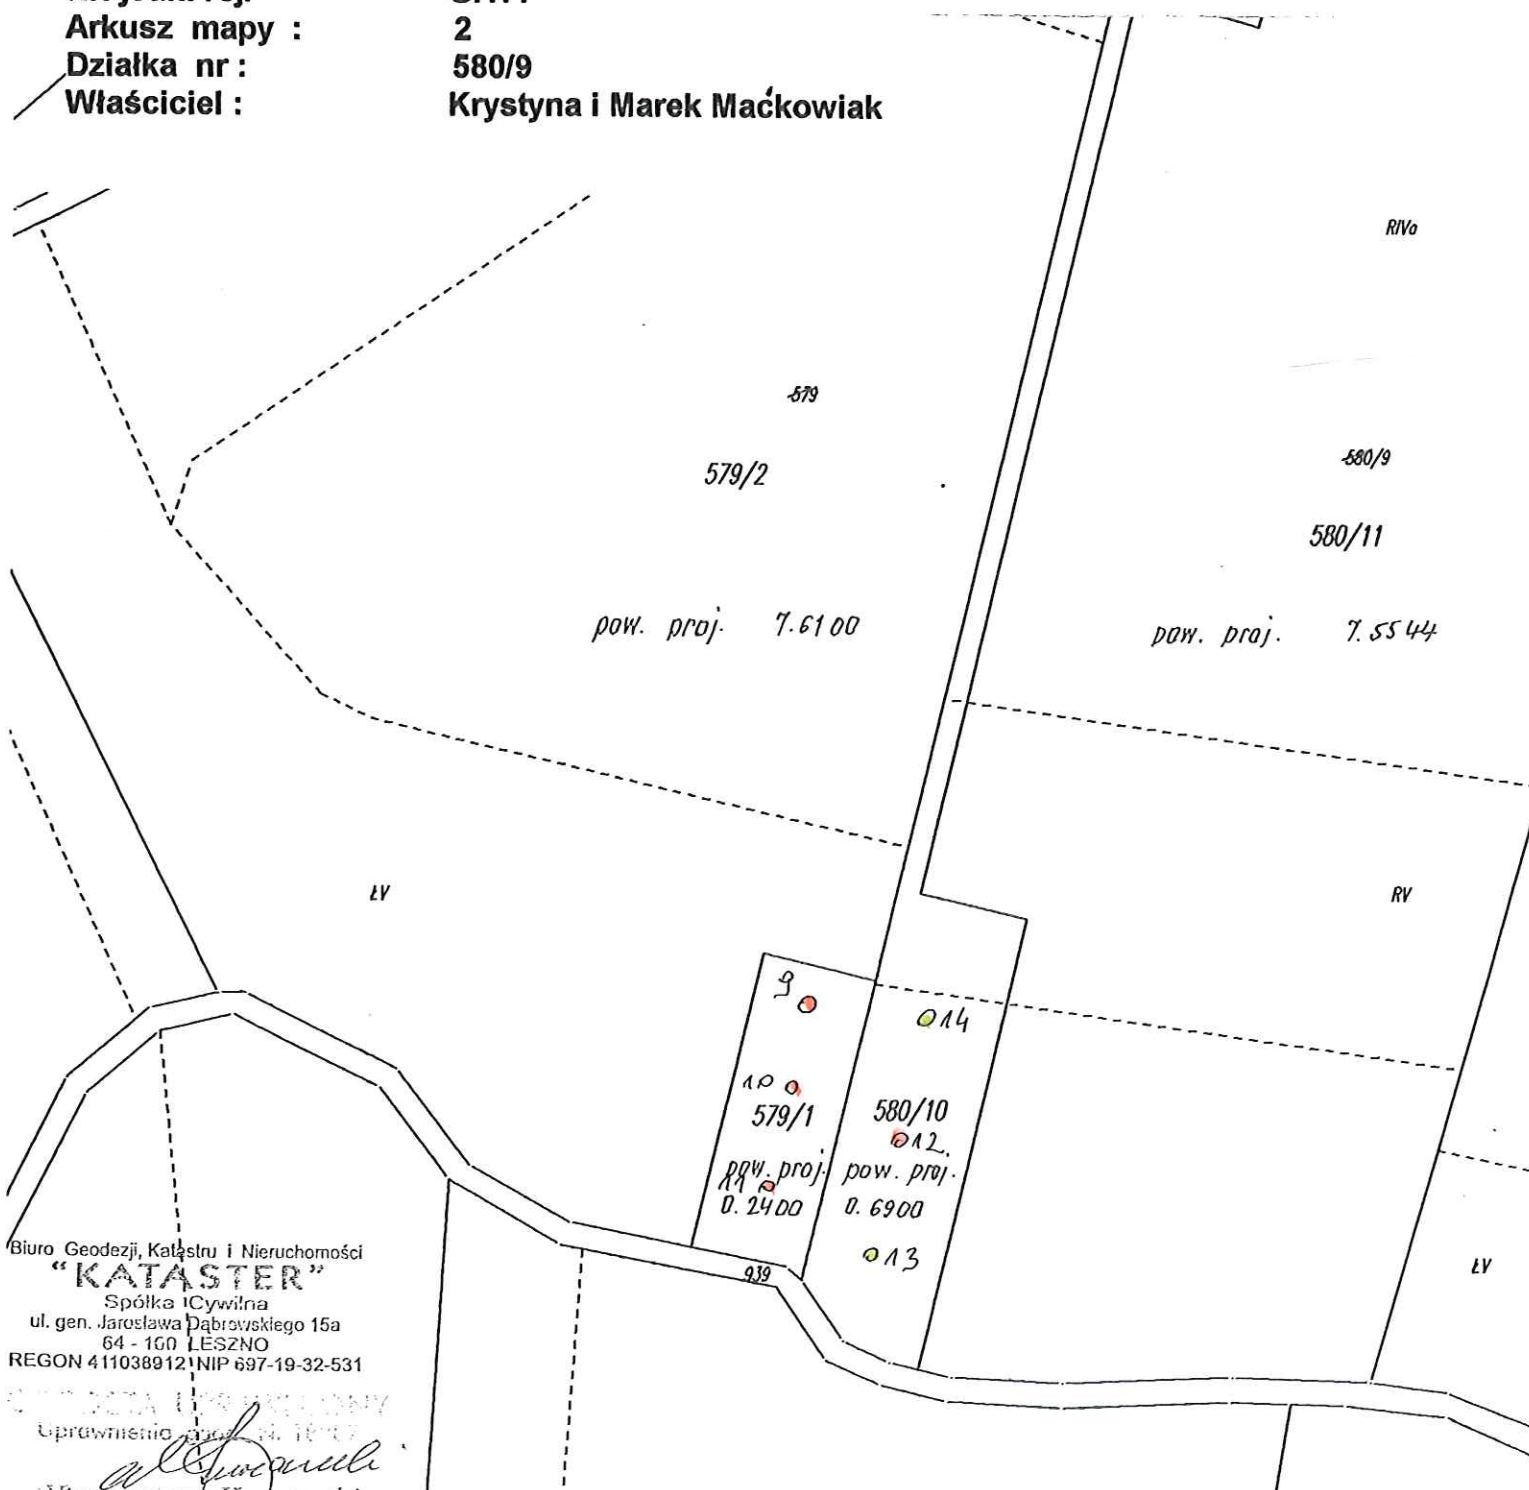 Arkusz mapy : 2
Działka nr : 580/9
Właściciel : Krystyna i Marek Maćkowiak
RIVa
579
579/2
580/9
580/11
pow. proj. 7.6100
pow. proj. 7.5544
ŁV
RV
9
14
10
579/1
580/10
12.
pow. proj.
pow. proj.
11
0.2400
0.6900
13
939
ŁV
Biuro Geodezji, Katastru i Nieruchomości
"KATASTER"
Spółka Cywilna
ul. gen. Jarosława Dąbrowskiego 15a
64 - 100 LESZNO
REGON 411038912 NIP 697-19-32-531